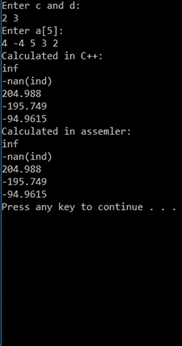 Enter c and d:
2 3
Enter a[5]:
4 -4 5 3 2
Calculated in C++:
inf
-nan(ind)
204.988
-195.749
-94.9615
Calculated in assemler:
inf
-nan(ind)
204.988
-195.749
-94.9615
Press any key to continue . . .